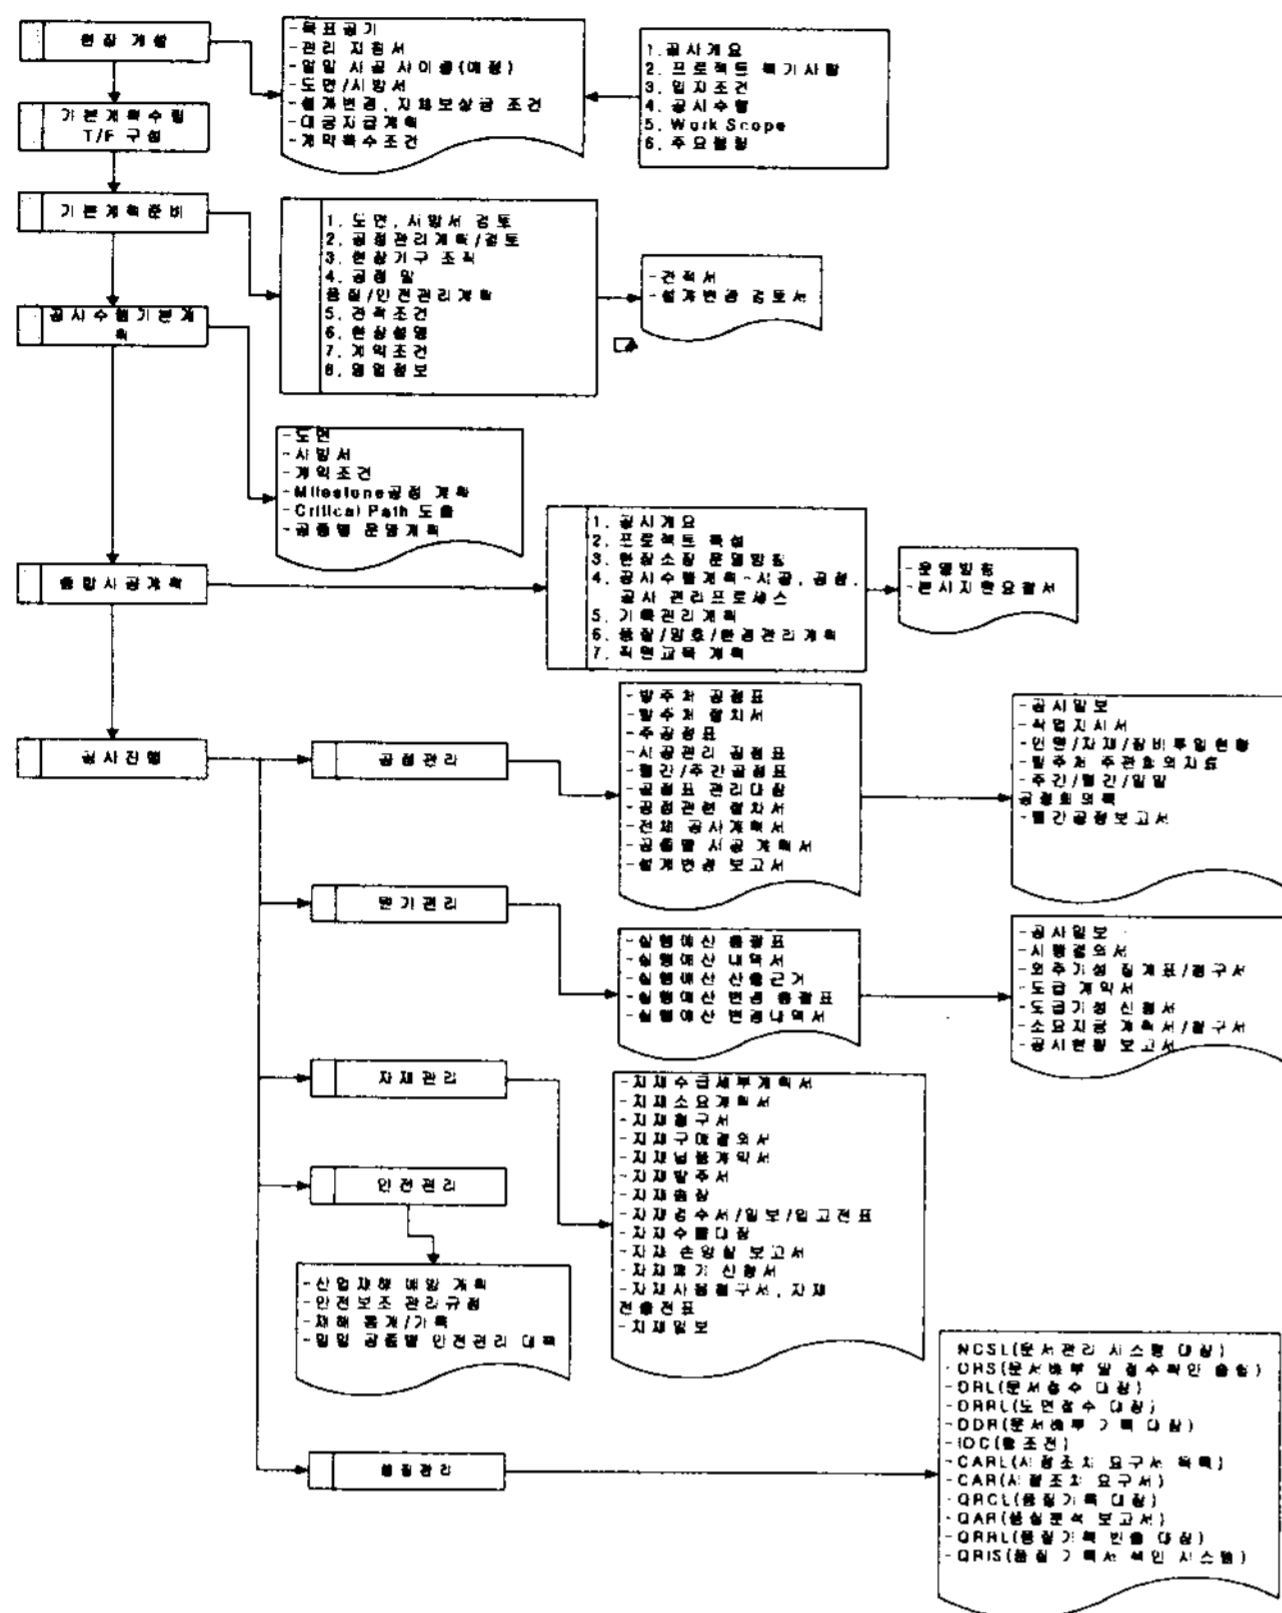 현장 개설
기본계획수립
T/F 구성
기본계획준비
공사수행기본계
획
종합시공계획
공사진행
-목표공기
-관리 지침서
-일일 시공 사이클(예정)
-도면/시방서
-설계변경, 지체보상금 조건
-대금지급계획
-계약특수조건
1. 공사개요
2. 프로젝트 특기사항
3. 입지조건
4. 공사수행
5. Work Scope
6. 주요
1. 도면, 시방서 검토
2. 공정관리계획/검토
3. 현장기구 조직
4. 공정 및
품질/안전관리계획
5. 견적조건
6. 현장설명
7. 계약조건
8. 영업정보
-견적서
-설계변경 검토서
-도면
-시방서
-계약조건
-Milestone공정 계획
-Critical Path 도출
-공종별 운영계획
1. 공사개요
2. 프로젝트 특성
3. 현장소장 운영방침
4. 공사수행계획-시공, 공정,
공사 관리프로세스
5. 기록관리계획
6. 품질/안전/환경관리계획
7. 직원교육 계획
-운영방침
-본사지원요청서
공정관리
-발주처 공정표
-발주처 절차서
-주공정표
-시공관리 공정표
-월간/주간공정표
-공정표 관리대장
-공정관련 절차서
-전체 공사계획서
-공종별 시공 계획서
-설계변경 보고서
-공사일보
-작업지시서
-인원/자재/장비투입현황
-발주처 주관회의자료
-주간/월간/일일
공정회의록
-월간공정보고서
원가관리
-실행예산 총괄표
-실행예산 내역서
-실행예산 산출근거
-실행예산 변경 총괄표
-실행예산 변경내역서
-공사일보
-시행결의서
-외주기성 집계표/청구서
-도급 계약서
-도급기성 신청서
-소요자금 계획서/청구서
-공사현황 보고서
자재관리
-자재수급세부계획서
-자재소요계획서
-자재청구서
-자재구매결의서
-자재납품계약서
-자재발주서
-자재송장
-자재검수서/일보/입고전표
-자재수불대장
-자재 손망실 보고서
-자재폐기 신청서
-자재사용청구서, 자재
전출전표
-자재일보
안전관리
-산업재해 예방 계획
-안전보조 관리규정
-재해 통계/기록
-일일 공종별 안전관리 대책
품질관리
NCSL(문서관리 시스템 대장)
-DRS(문서배부 및 접수확인 출장)
-DRL(문서접수 대장)
-DRRL(도면접수 대장)
-DDR(문서배부 기록 대장)
-IOC(협조전)
-CARL(시정조치 요구서 목록)
-CAR(시정조치 요구서)
-QRCL(품질기록 대장)
-QAR(품질분석 보고서)
-QRRL(품질기록 반출 대장)
-QRIS(품질 기록서 색인 시스템)